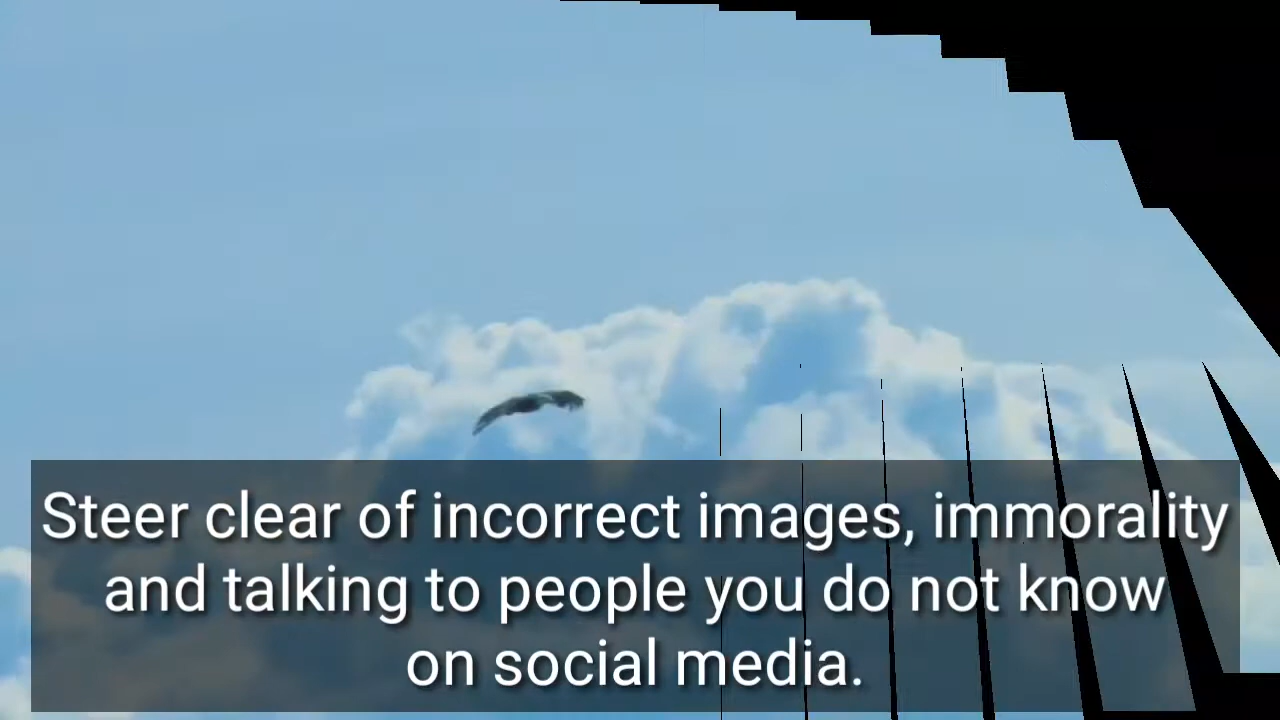 Steer clear of incorrect images, immorality
and talking to people you do not know
on social media.